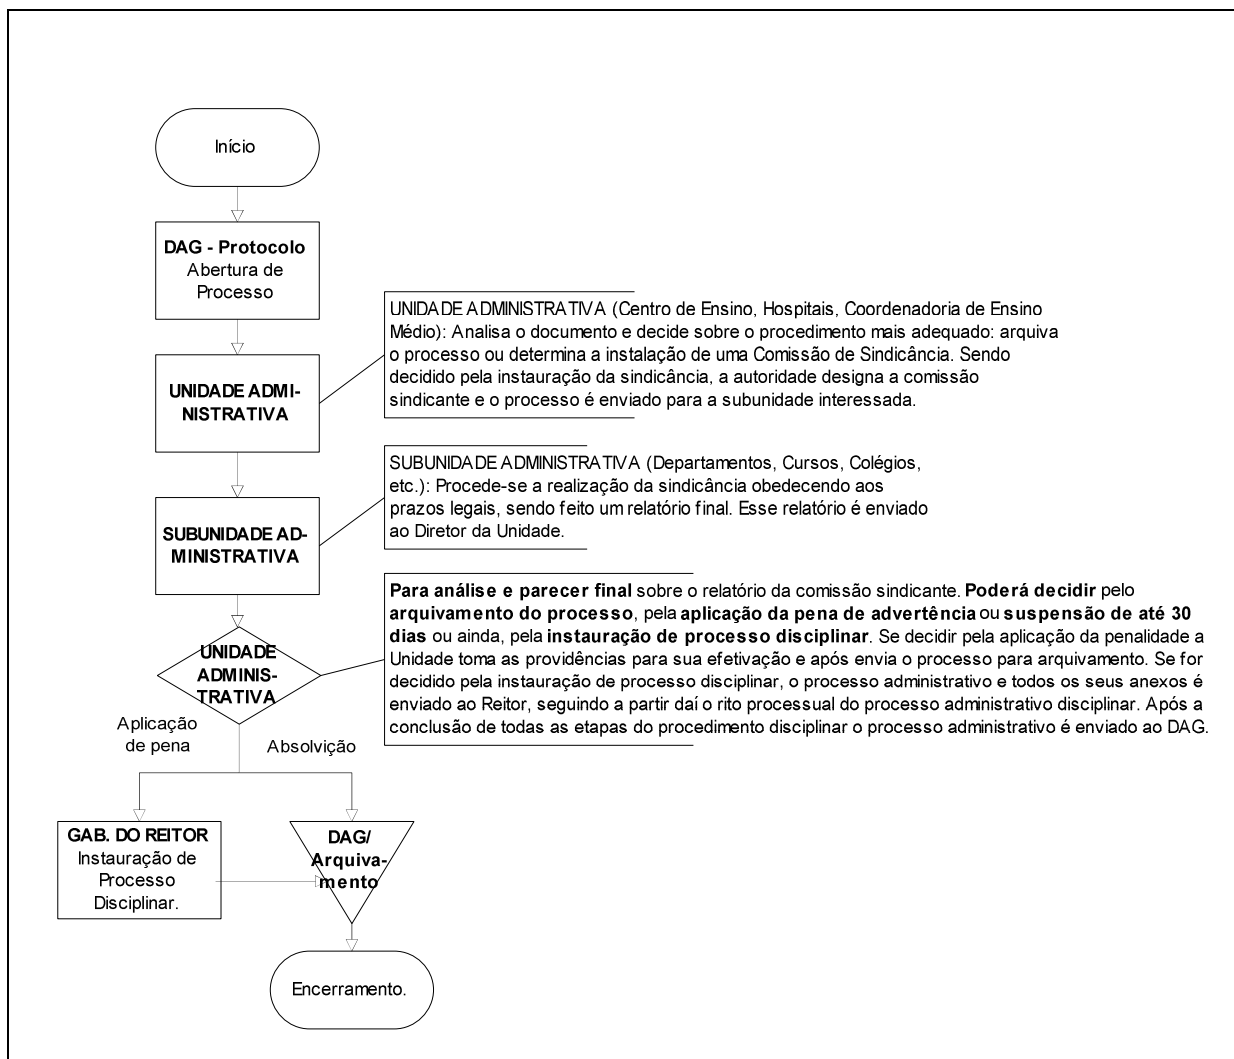 Início
DAG - Protocolo
Abertura de
Processo
UNIDADE ADMINISTRATIVA (Centro de Ensino, Hospitais, Coordenadoria de Ensino
Médio): Analisa o documento e decide sobre o procedimento mais adequado: arquiva
o processo ou determina a instalação de uma Comissão de Sindicância. Sendo
decidido pela instauração da sindicância, a autoridade designa a comissão
sindicante e o processo é enviado para a subunidade interessada.
UNIDADE ADMI-
NISTRATIVA
SUBUNIDADE ADMINISTRATIVA (Departamentos, Cursos, Colégios,
etc.): Procede-se a realização da sindicância obedecendo aos
prazos legais, sendo feito um relatório final. Esse relatório é enviado
ao Diretor da Unidade.
SUBUNIDADE AD-
MINISTRATIVA
Para análise e parecer final sobre o relatório da comissão sindicante. Poderá decidir pelo
arquivamento do processo, pela aplicação da pena de advertência ou suspensão de até 30
dias ou ainda, pela instauração de processo disciplinar. Se decidir pela aplicação da penalidade a
Unidade toma as providências para sua efetivação e após envia o processo para arquivamento. Se for
decidido pela instauração de processo disciplinar, o processo administrativo e todos os seus anexos é
enviado ao Reitor, seguindo a partir daí o rito processual do processo administrativo disciplinar. Após a
conclusão de todas as etapas do procedimento disciplinar o processo administrativo é enviado ao DAG.
UNIDADE
ADMINIS-
TRATIVA
Aplicação
de pena
Absolvição
GAB. DO REITOR
Instauração de
Processo
Disciplinar.
DAG/
Arquiva-
mento
Encerramento.